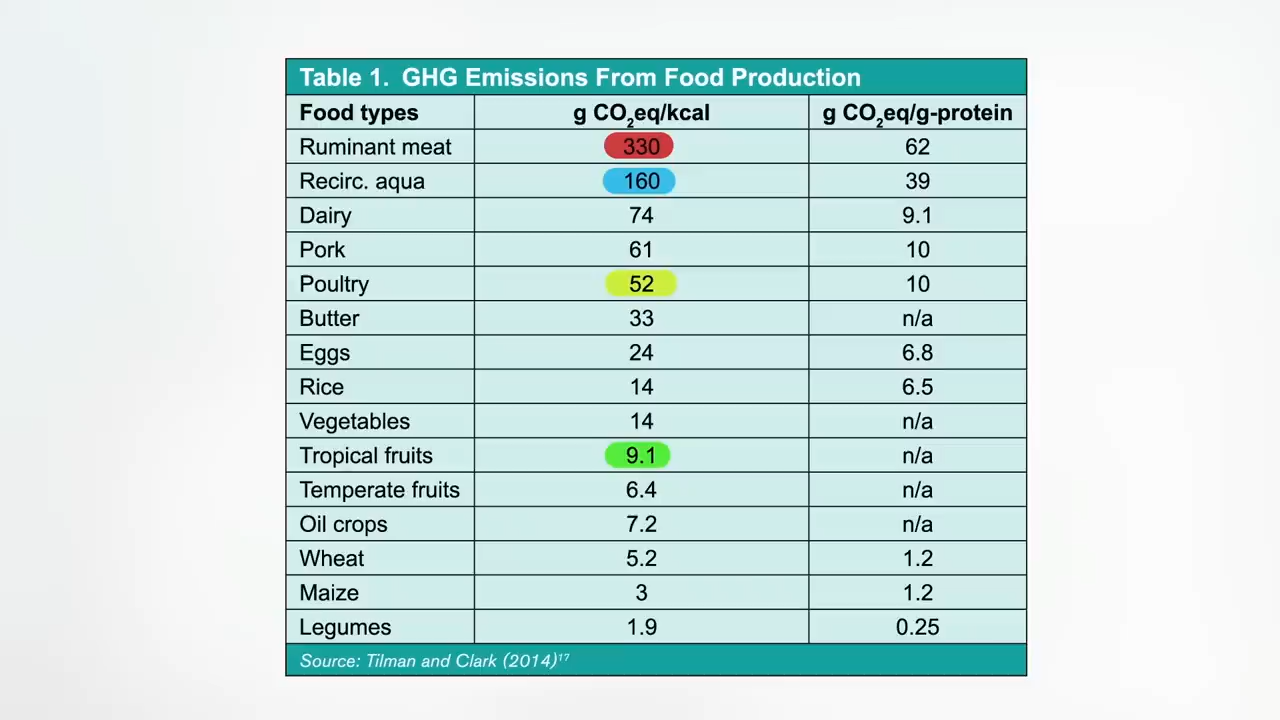 Table 1. GHG Emissions From Food Production
Food types g CO₂eq/kcal g CO₂eq/g-protein
Ruminant meat 330 62
Recirc. aqua 160 39
Dairy 74 9.1
Pork 61 10
Poultry 52 10
Butter 33 n/a
Eggs 24 6.8
Rice 14 6.5
Vegetables 14 n/a
Tropical fruits 9.1 n/a
Temperate fruits 6.4 n/a
Oil crops 7.2 n/a
Wheat 5.2 1.2
Maize 3 1.2
Legumes 1.9 0.25
Source: Tilman and Clark (2014)¹⁷